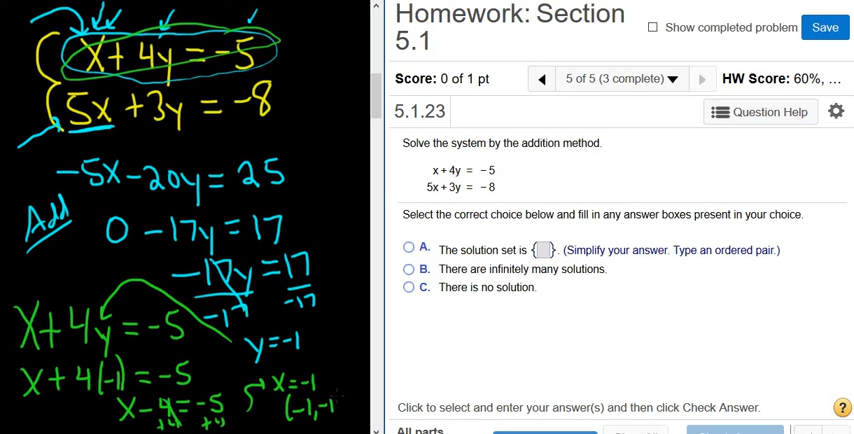 x + 4y = -5
5x + 3y = -8
-5x - 20y = 25
Add
0 - 17y = 17
-17y = 17
-17 -17
y = -1
x + 4y = -5
x + 4(-1) = -5
x - 4 = -5
+4 +4
x = -1
(-1, -1
Homework: Section
5.1
Show completed problem
Save
Score: 0 of 1 pt
5 of 5 (3 complete)
HW Score: 60%, ...
5.1.23
Question Help
Solve the system by the addition method.
x + 4y = - 5
5x + 3y = - 8
Select the correct choice below and fill in any answer boxes present in your choice.
A. The solution set is { }. (Simplify your answer. Type an ordered pair.)
B. There are infinitely many solutions.
C. There is no solution.
Click to select and enter your answer(s) and then click Check Answer.
?
All parts